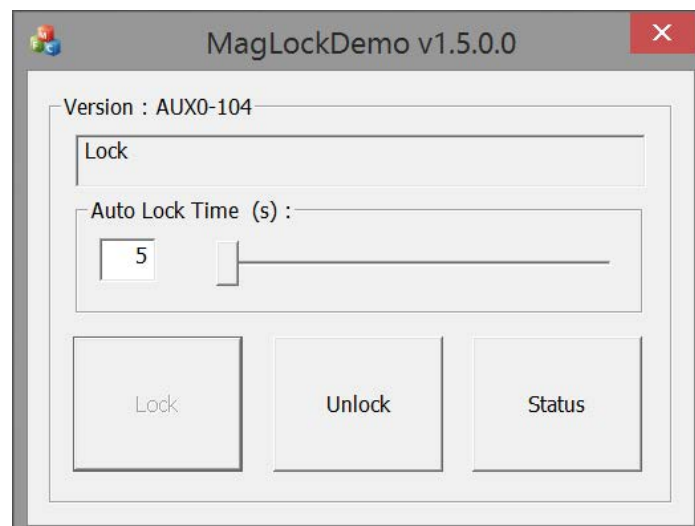 MagLockDemo v1.5.0.0
Version : AUX0-104
Lock
Auto Lock Time (s) :
5
Lock Unlock Status